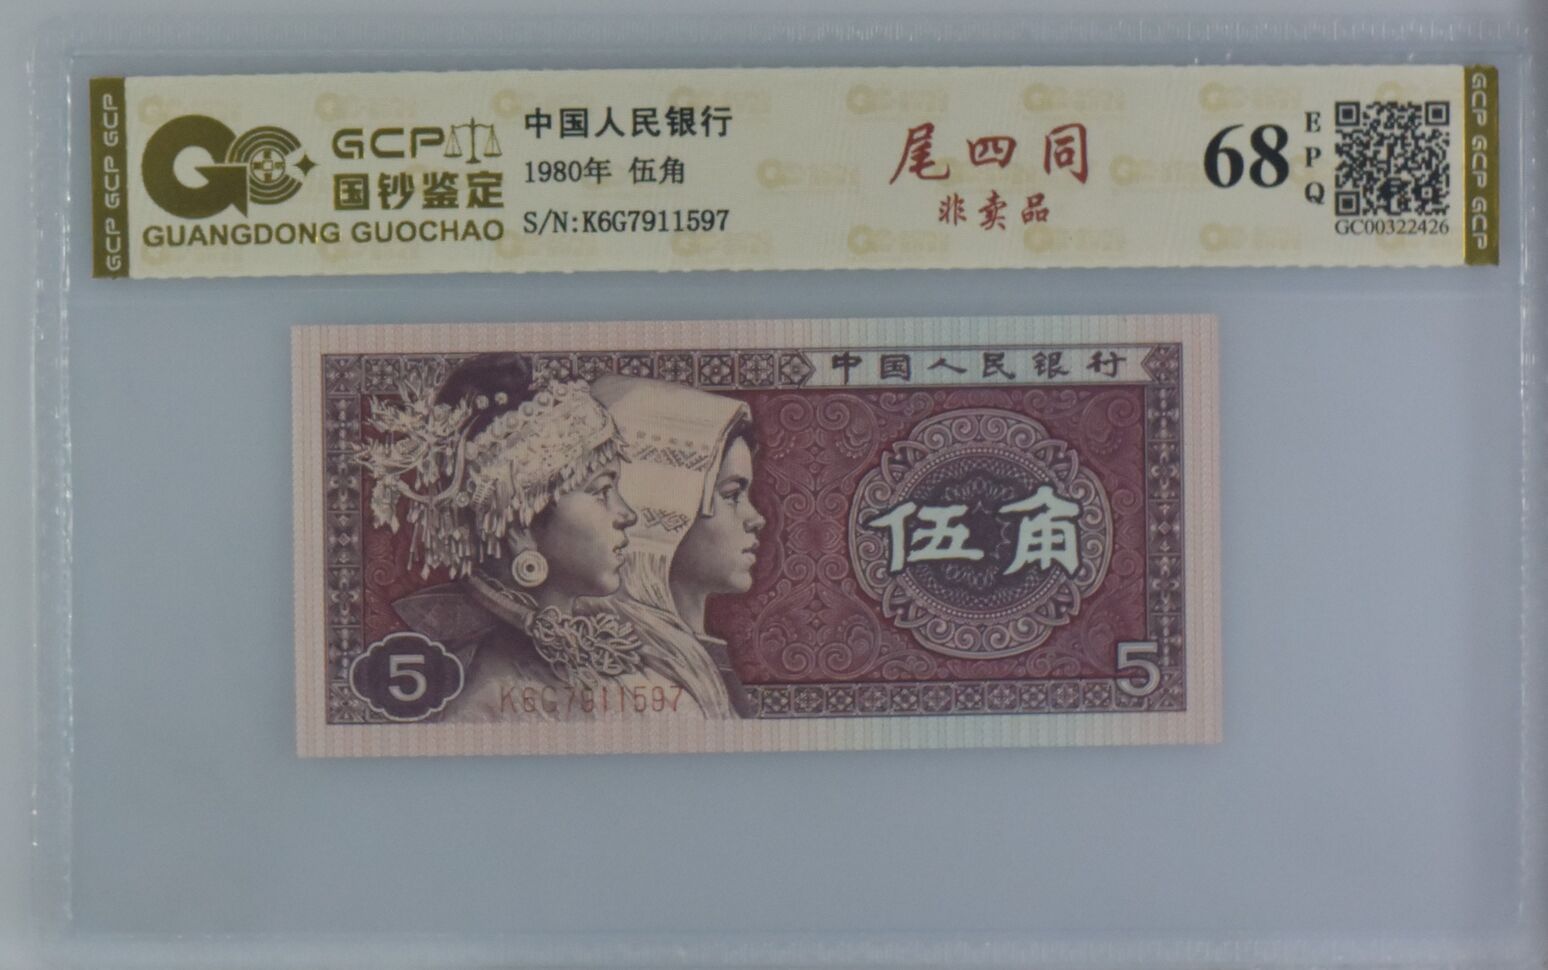 GCP GCP GCP
GCP
国钞鉴定
GUANGDONG GUOCHAO
中国人民银行
1980年 伍角
S/N:K6G7911597
尾四同
非卖品
68
EPQ
GC00322426
GCP GCP GCP
中国人民银行
伍角
5
5
K6G7911597